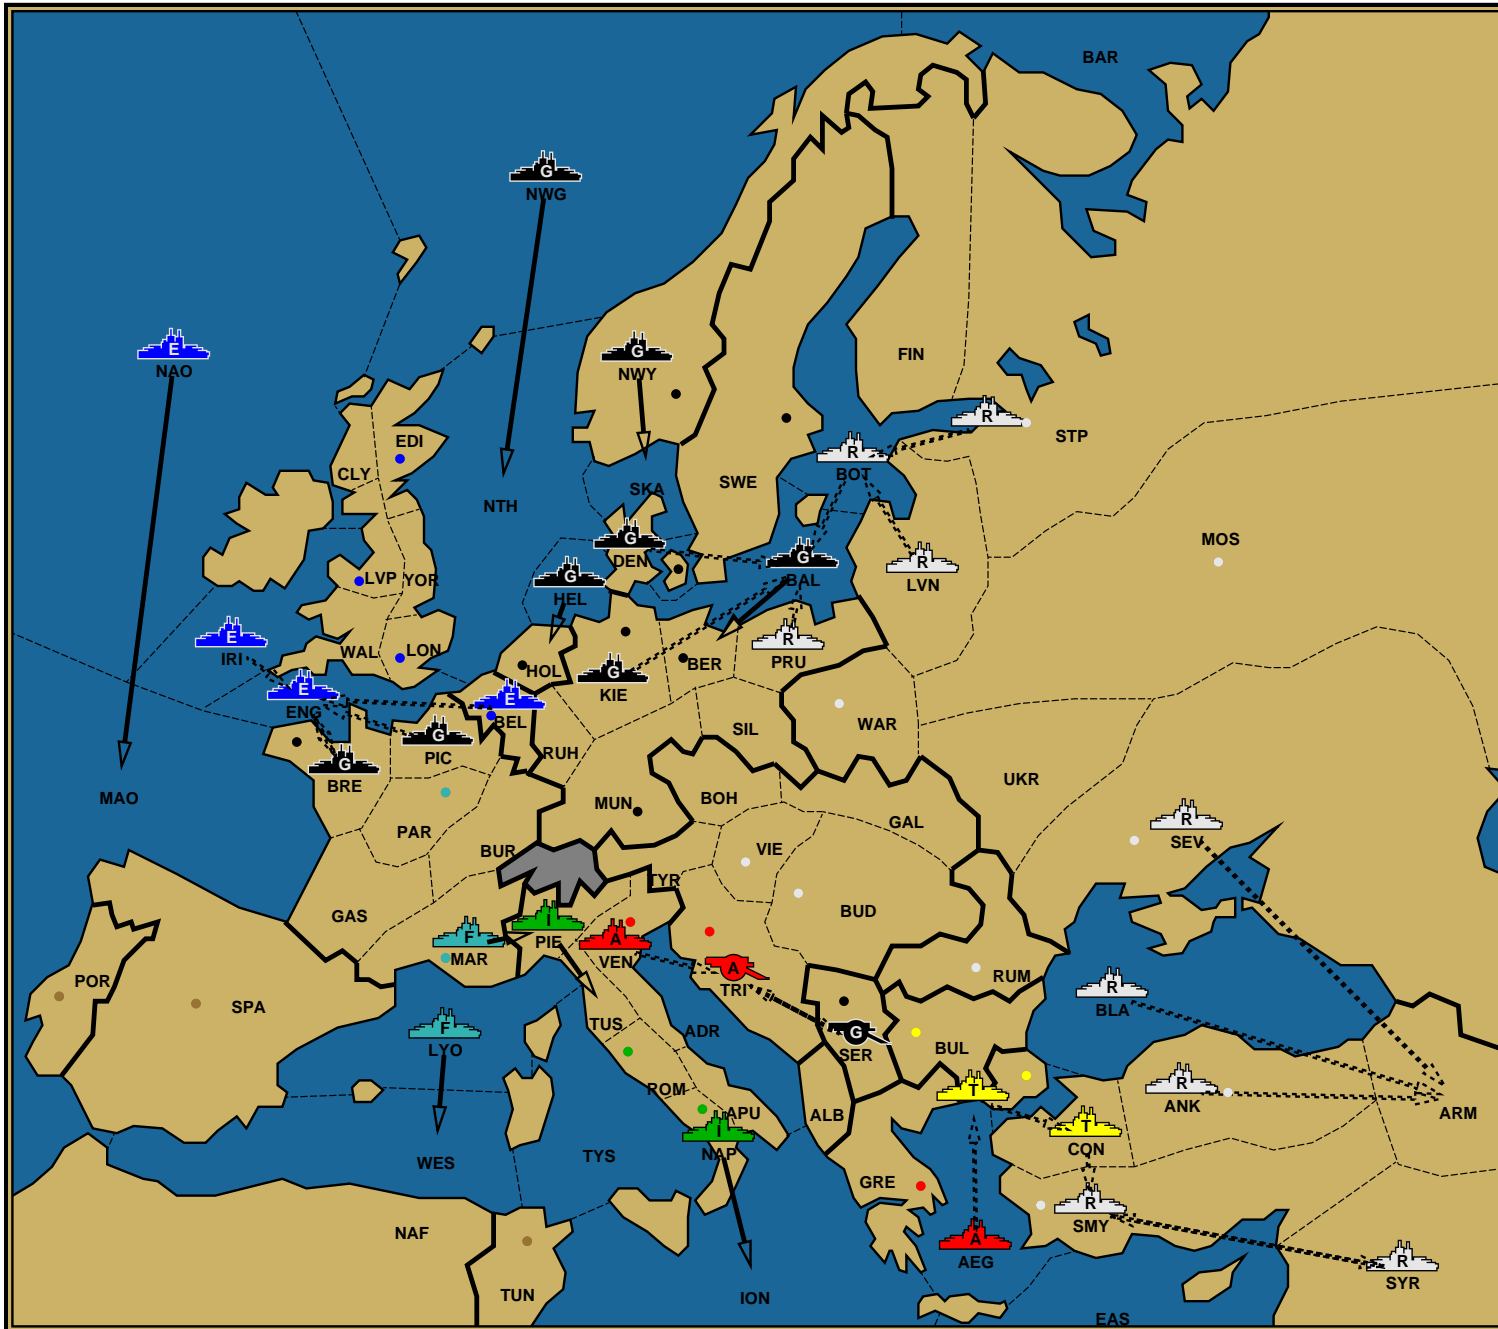 BAR
G
NWG
E
NAO
G
NWY
FIN
R
STP
EDI
R
BOT
CLY
SWE
SKA
NTH
G
DEN
MOS
G
BAL
R
LVN
G
HEL
LVP
YOR
E
IRI
WAL
LON
R
PRU
HOL
BER
G
KIE
E
ENG
E
BEL
WAR
SIL
G
PIC
RUH
G
BRE
UKR
MAO
BOH
MUN
R
SEV
GAL
PAR
VIE
BUR
TYR
BUD
GAS
I
PIE
F
MAR
A
VEN
A
TRI
RUM
POR
SPA
R
BLA
F
LYO
TUS
ADR
G
SER
BUL
ROM
T
R
ANK
APU
ALB
ARM
I
NAP
T
CON
TYS
WES
GRE
R
SMY
NAF
A
AEG
R
SYR
TUN
ION
EAS